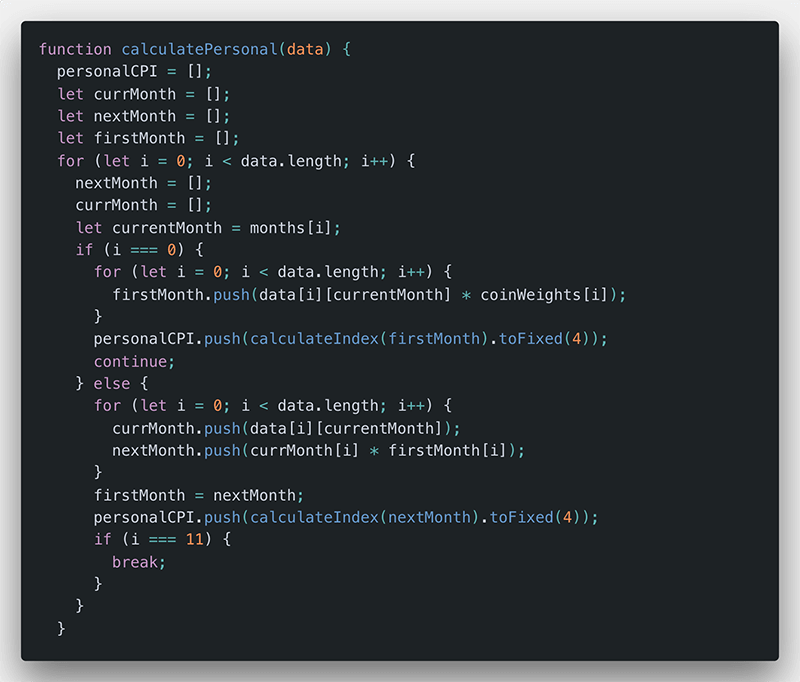 function calculatePersonal(data) {
  personalCPI = [];
  let currMonth = [];
  let nextMonth = [];
  let firstMonth = [];
  for (let i = 0; i < data.length; i++) {
    nextMonth = [];
    currMonth = [];
    let currentMonth = months[i];
    if (i === 0) {
      for (let i = 0; i < data.length; i++) {
        firstMonth.push(data[i][currentMonth] * coinWeights[i]);
      }
      personalCPI.push(calculateIndex(firstMonth).toFixed(4));
      continue;
    } else {
      for (let i = 0; i < data.length; i++) {
        currMonth.push(data[i][currentMonth]);
        nextMonth.push(currMonth[i] * firstMonth[i]);
      }
      firstMonth = nextMonth;
      personalCPI.push(calculateIndex(nextMonth).toFixed(4));
      if (i === 11) {
        break;
      }
    }
  }